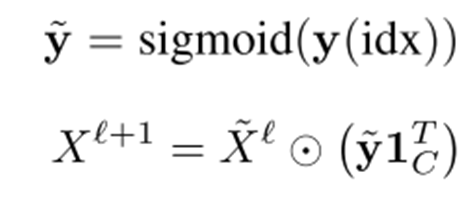 ỹ = sigmoid(y(idx))
X^{ℓ+1} = X̃^ℓ ⊙ (ỹ1_C^T)